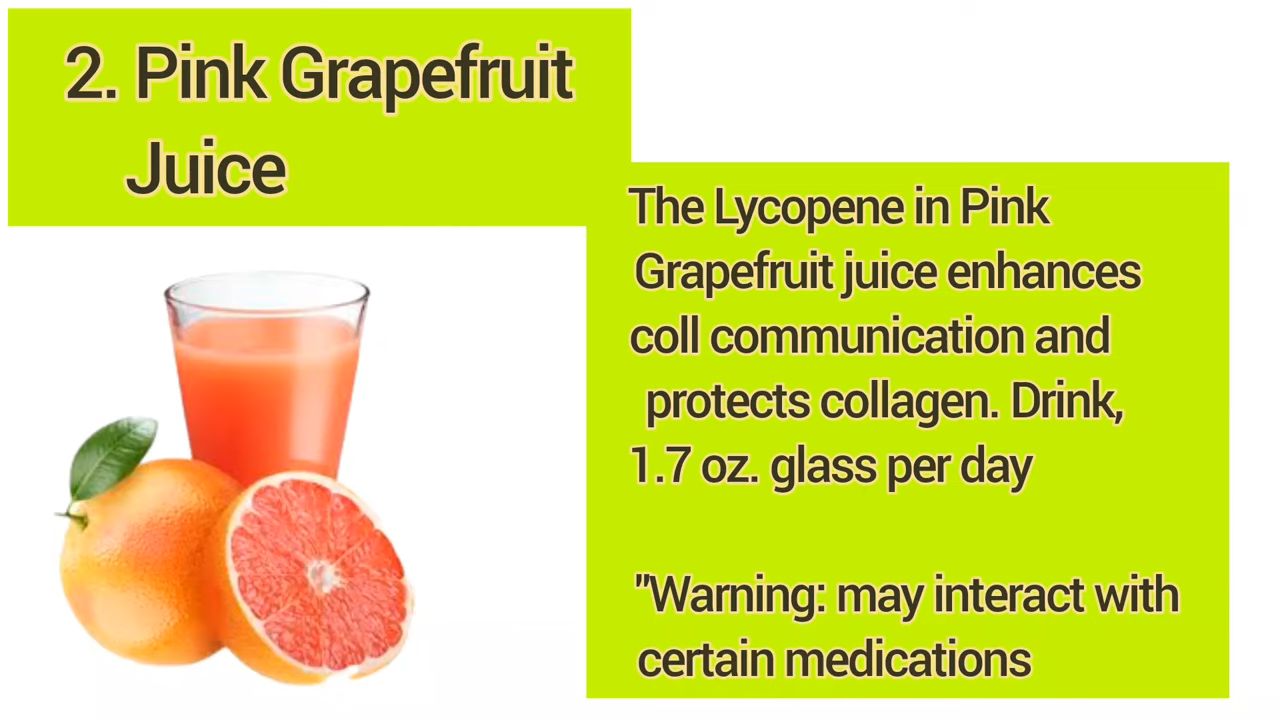 2. Pink Grapefruit
Juice
The Lycopene in Pink
Grapefruit juice enhances
coll communication and
protects collagen. Drink,
1.7 oz. glass per day
"Warning: may interact with
certain medications